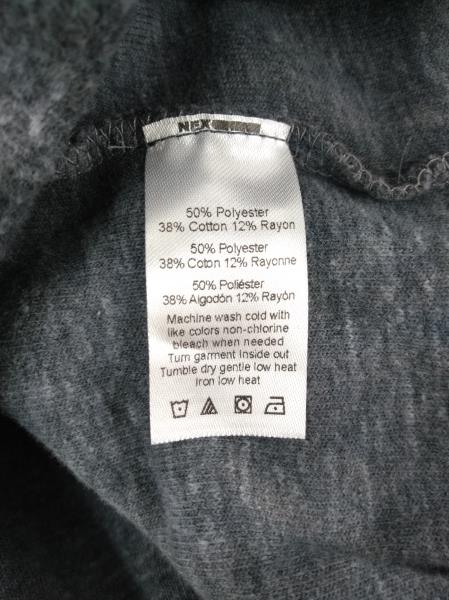 50% Polyester
38% Cotton 12% Rayon
50% Polyester
38% Coton 12% Rayonne
50% Poliéster
38% Algodón 12% Rayón
Machine wash cold with
like colors non-chlorine
bleach when needed
Turn garment Inside out
Tumble dry gentle low heat
Iron low heat